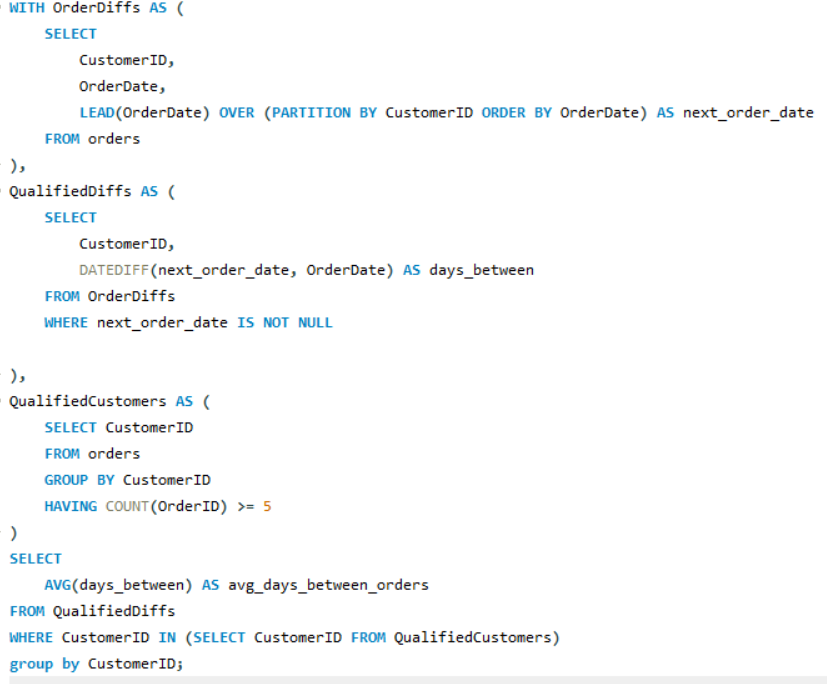 WITH OrderDiffs AS (
    SELECT
        CustomerID,
        OrderDate,
        LEAD(OrderDate) OVER (PARTITION BY CustomerID ORDER BY OrderDate) AS next_order_date
    FROM orders
),
QualifiedDiffs AS (
    SELECT
        CustomerID,
        DATEDIFF(next_order_date, OrderDate) AS days_between
    FROM OrderDiffs
    WHERE next_order_date IS NOT NULL
),
QualifiedCustomers AS (
    SELECT CustomerID
    FROM orders
    GROUP BY CustomerID
    HAVING COUNT(OrderID) >= 5
)
SELECT
    AVG(days_between) AS avg_days_between_orders
FROM QualifiedDiffs
WHERE CustomerID IN (SELECT CustomerID FROM QualifiedCustomers)
group by CustomerID;